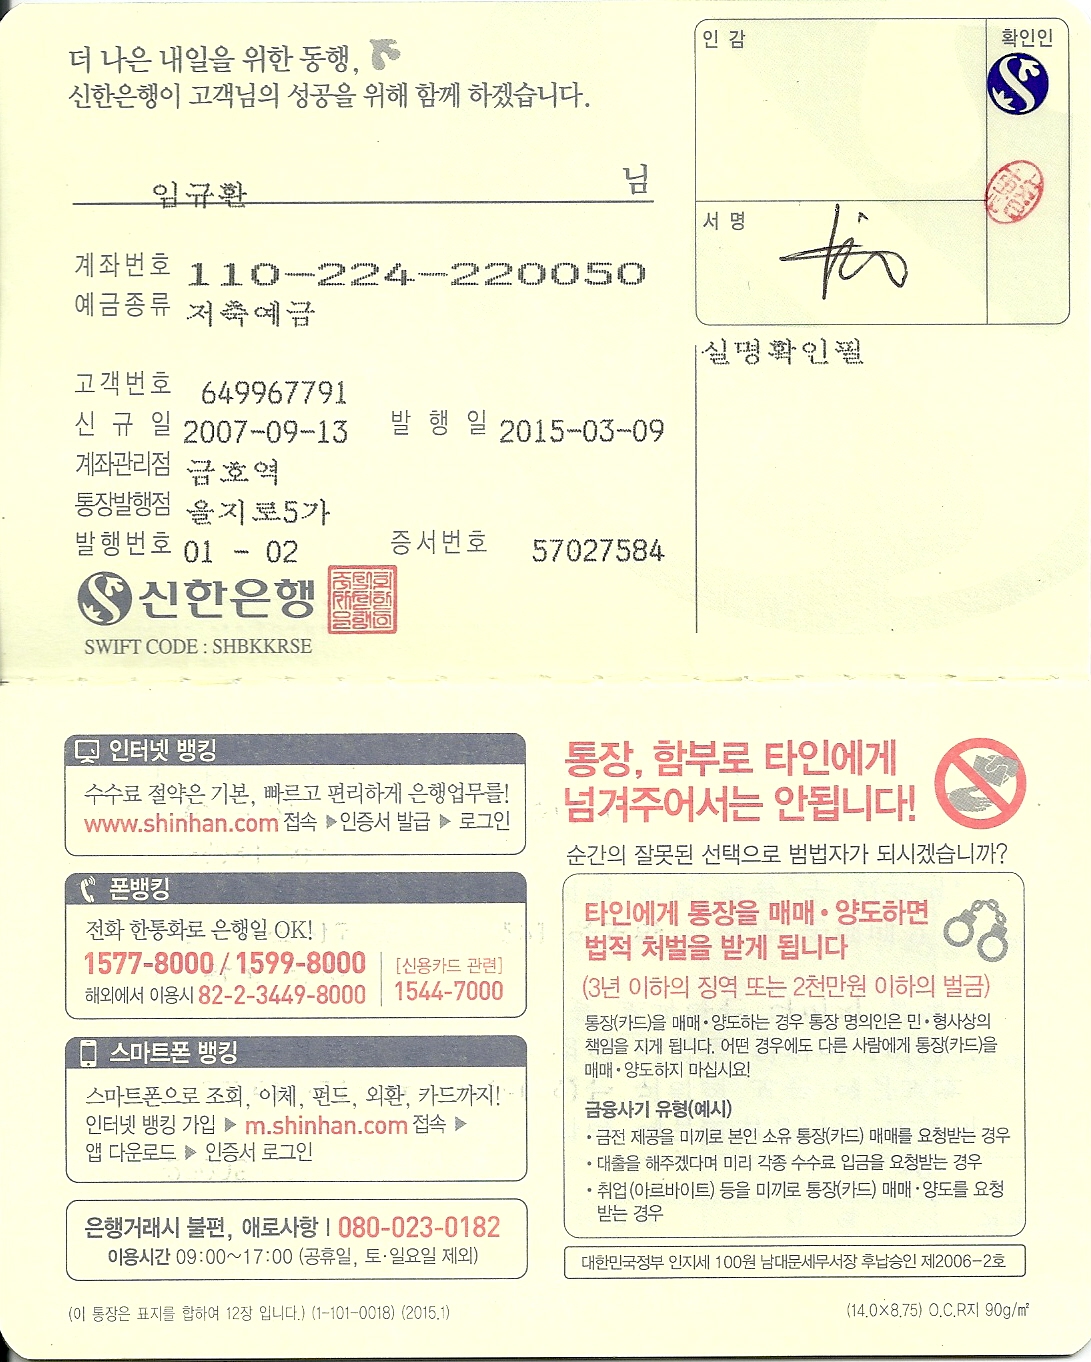 더 나은 내일을 위한 동행,
신한은행이 고객님의 성공을 위해 함께 하겠습니다.
임규환 님
계좌번호 110-224-220050
예금종류 저축예금
고객번호 649967791
신 규 일 2007-09-13 발 행 일 2015-03-09
계좌관리점 금호역
통장발행점 을지로5가
발행번호 01 - 02 증서번호 57027584
신한은행
SWIFT CODE : SHBKKRSE
인 감
확인인
서 명
실명확인필
인터넷 뱅킹
수수료 절약은 기본, 빠르고 편리하게 은행업무를!
www.shinhan.com 접속 ▶ 인증서 발급 ▶ 로그인
폰뱅킹
전화 한통화로 은행일 OK!
1577-8000 / 1599-8000
해외에서 이용시 82-2-3449-8000
[신용카드 관련]
1544-7000
스마트폰 뱅킹
스마트폰으로 조회, 이체, 펀드, 외환, 카드까지!
인터넷 뱅킹 가입 ▶ m.shinhan.com 접속 ▶
앱 다운로드 ▶ 인증서 로그인
은행거래시 불편, 애로사항 | 080-023-0182
이용시간 09:00~17:00 (공휴일, 토·일요일 제외)
(이 통장은 표지를 합하여 12장 입니다.) (1-101-0018) (2015.1)
통장, 함부로 타인에게
넘겨주어서는 안됩니다!
순간의 잘못된 선택으로 범법자가 되시겠습니까?
타인에게 통장을 매매·양도하면
법적 처벌을 받게 됩니다
(3년 이하의 징역 또는 2천만원 이하의 벌금)
통장(카드)을 매매·양도하는 경우 통장 명의인은 민·형사상의
책임을 지게 됩니다. 어떤 경우에도 다른 사람에게 통장(카드)을
매매·양도하지 마십시요!
금융사기 유형(예시)
· 금전 제공을 미끼로 본인 소유 통장(카드) 매매를 요청받는 경우
· 대출을 해주겠다며 미리 각종 수수료 입금을 요청받는 경우
· 취업(아르바이트) 등을 미끼로 통장(카드) 매매·양도를 요청
받는 경우
대한민국정부 인지세 100원 남대문세무서장 후납승인 제2006-2호
(14.0×8.75) O.C.R지 90g/㎡